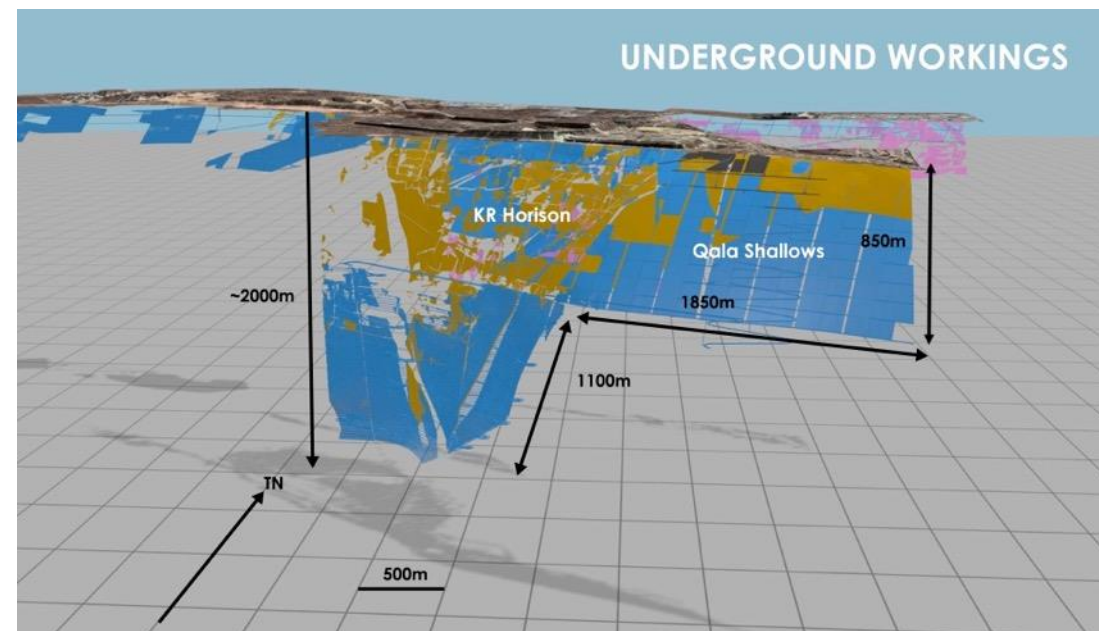 UNDERGROUND WORKINGS
KR Horison
Qala Shallows
850m
~2000m
1850m
1100m
TN
500m